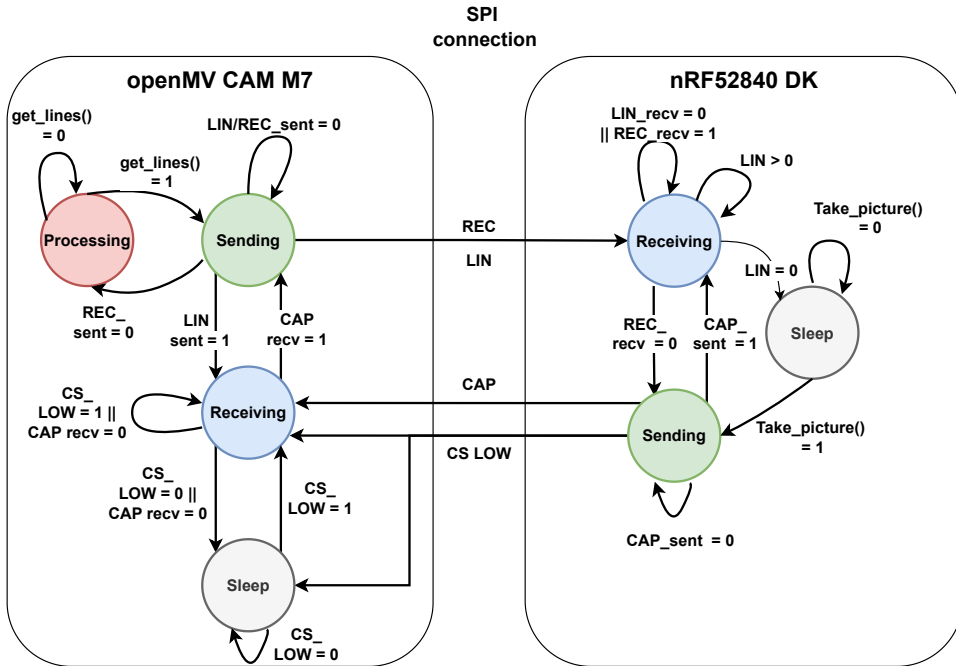 SPI
connection
openMV CAM M7
nRF52840 DK
get_lines()
= 0
get_lines()
= 1
LIN/REC_sent = 0
Processing
Sending
REC_
sent = 0
LIN
sent = 1
CAP
recv = 1
CS_
LOW = 1 ||
CAP recv = 0
Receiving
CS_
LOW = 0 ||
CAP recv = 0
CS_
LOW = 1
Sleep
CS_
LOW = 0
REC
LIN
CAP
CS LOW
LIN_recv = 0
|| REC_recv = 1
LIN > 0
Receiving
Take_picture()
= 0
LIN = 0
Sleep
REC_
recv = 0
CAP_
sent = 1
Sending
Take_picture()
= 1
CAP_sent = 0